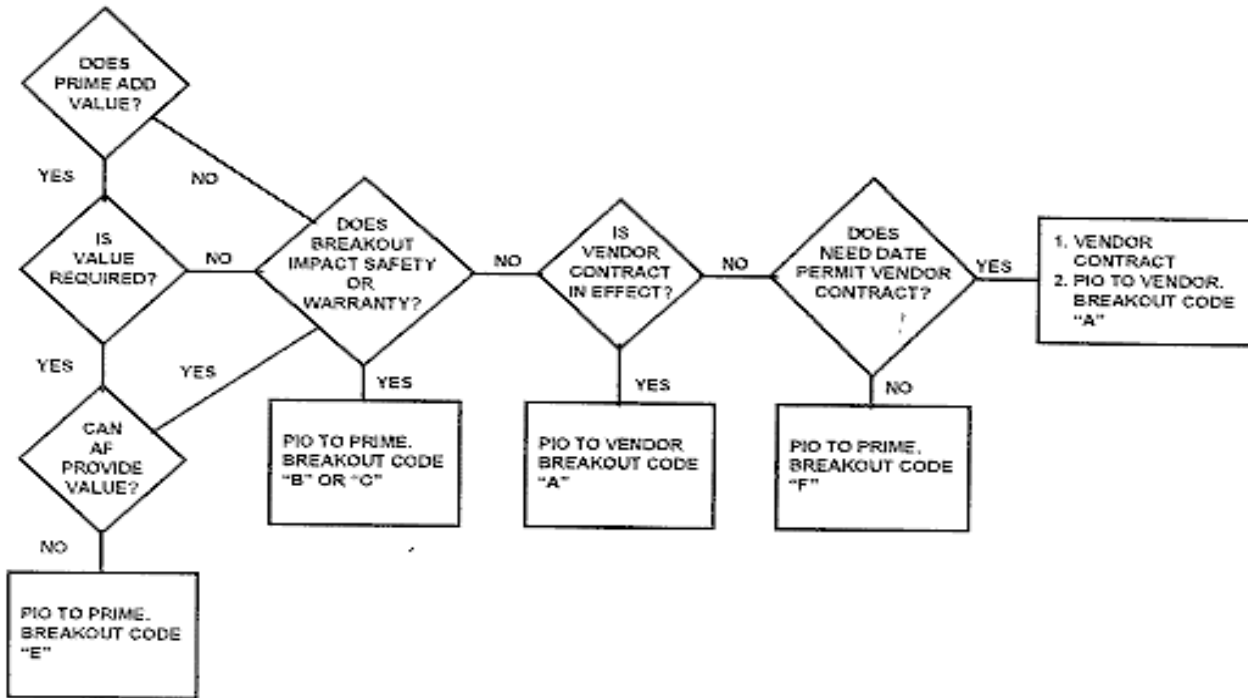 DOES
PRIME ADD
VALUE?
YES
NO
IS
VALUE
REQUIRED?
NO
YES
YES
CAN
AF
PROVIDE
VALUE?
NO
PIO TO PRIME.
BREAKOUT CODE
"E"
DOES
BREAKOUT
IMPACT SAFETY
OR
WARRANTY?
NO
YES
PIO TO PRIME.
BREAKOUT CODE
"B" OR "C"
IS
VENDOR
CONTRACT
IN EFFECT?
NO
YES
PIO TO VENDOR
BREAKOUT CODE
"A"
DOES
NEED DATE
PERMIT VENDOR
CONTRACT?
YES
NO
PIO TO PRIME.
BREAKOUT CODE
"F"
1. VENDOR
CONTRACT
2. PIO TO VENDOR.
BREAKOUT CODE
"A"